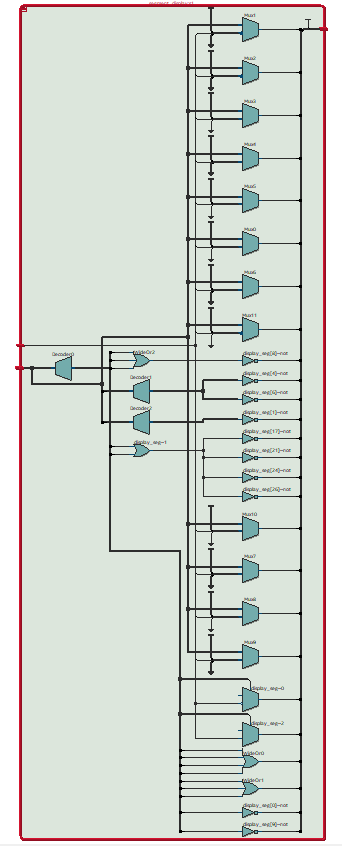 Mux1
Mux2
Mux3
Mux4
Mux5
Mux0
Mux6
Mux11
Decoder0
WideOr2
display_seg[8]~not
Decoder1
display_seg[4]~not
display_seg[6]~not
Decoder2
display_seg[1]~not
display_seg[17]~not
display_seg~1
display_seg[21]~not
display_seg[24]~not
display_seg[26]~not
Mux10
Mux7
Mux8
Mux9
display_seg~0
display_seg~2
WideOr0
WideOr1
display_seg[0]~not
display_seg[9]~not